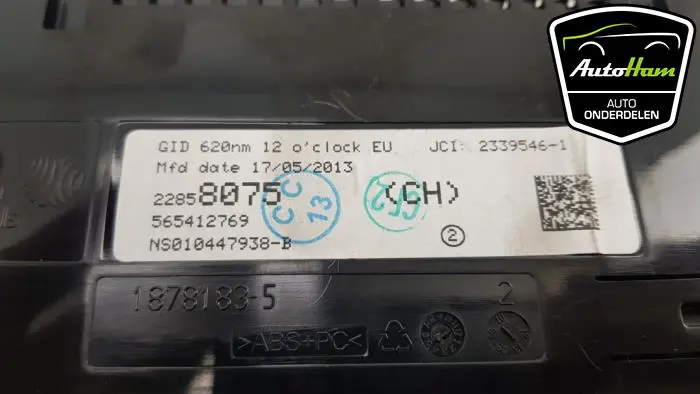 AutoHam
AUTO
ONDERDELEN
GID 620nm 12 o'clock EU JCI: 2339546-1
Mfd date 17/05/2013
22858075 (CH)
565412769
NS010447938-B
2
CC
13
1878183-5 2
>ABS+PC<